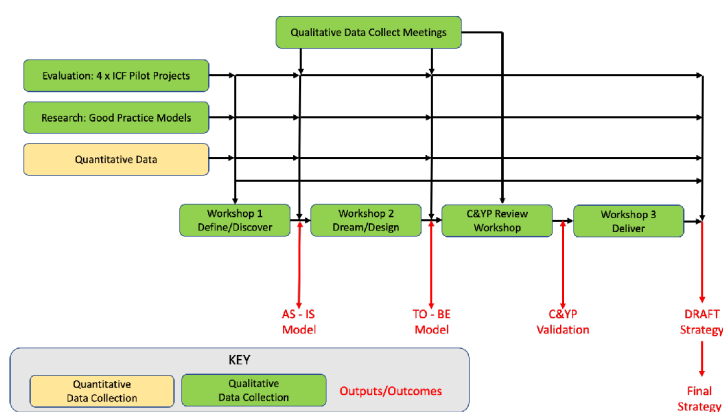 Qualitative Data Collect Meetings
Evaluation: 4 x ICF Pilot Projects
Research: Good Practice Models
Quantitative Data
Workshop 1
Define/Discover
Workshop 2
Dream/Design
C&YP Review
Workshop
Workshop 3
Deliver
AS - IS
Model
TO - BE
Model
C&YP
Validation
DRAFT
Strategy
KEY
Quantitative
Data Collection
Qualitative
Data Collection
Outputs/Outcomes
Final
Strategy